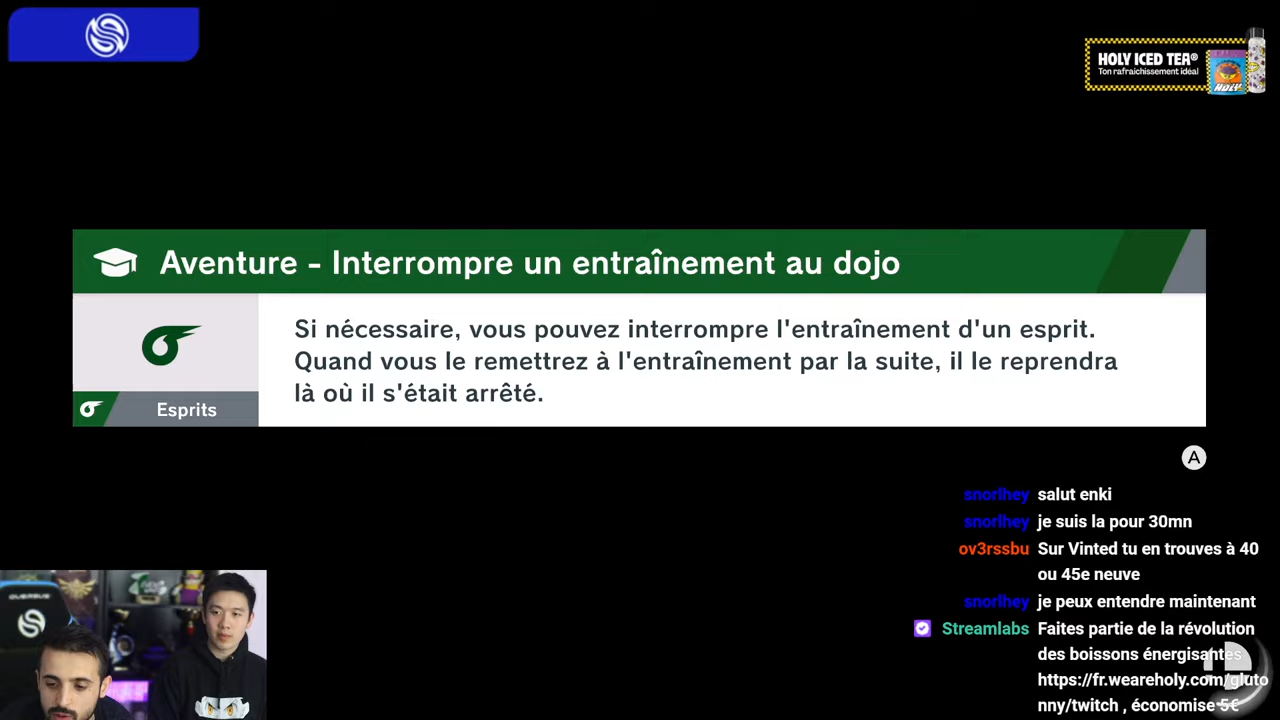 HOLY ICED TEA®
Ton rafraichissement idéal
HOLY
Aventure - Interrompre un entraînement au dojo
Si nécessaire, vous pouvez interrompre l'entraînement d'un esprit.
Quand vous le remettrez à l'entraînement par la suite, il le reprendra
là où il s'était arrêté.
Esprits
A
snorlhey salut enki
snorlhey je suis la pour 30mn
ov3rssbu Sur Vinted tu en trouves à 40
ou 45e neuve
snorlhey je peux entendre maintenant
Streamlabs Faites partie de la révolution
des boissons énergisantes
https://fr.weareholy.com/gluto
nny/twitch , économise 5€